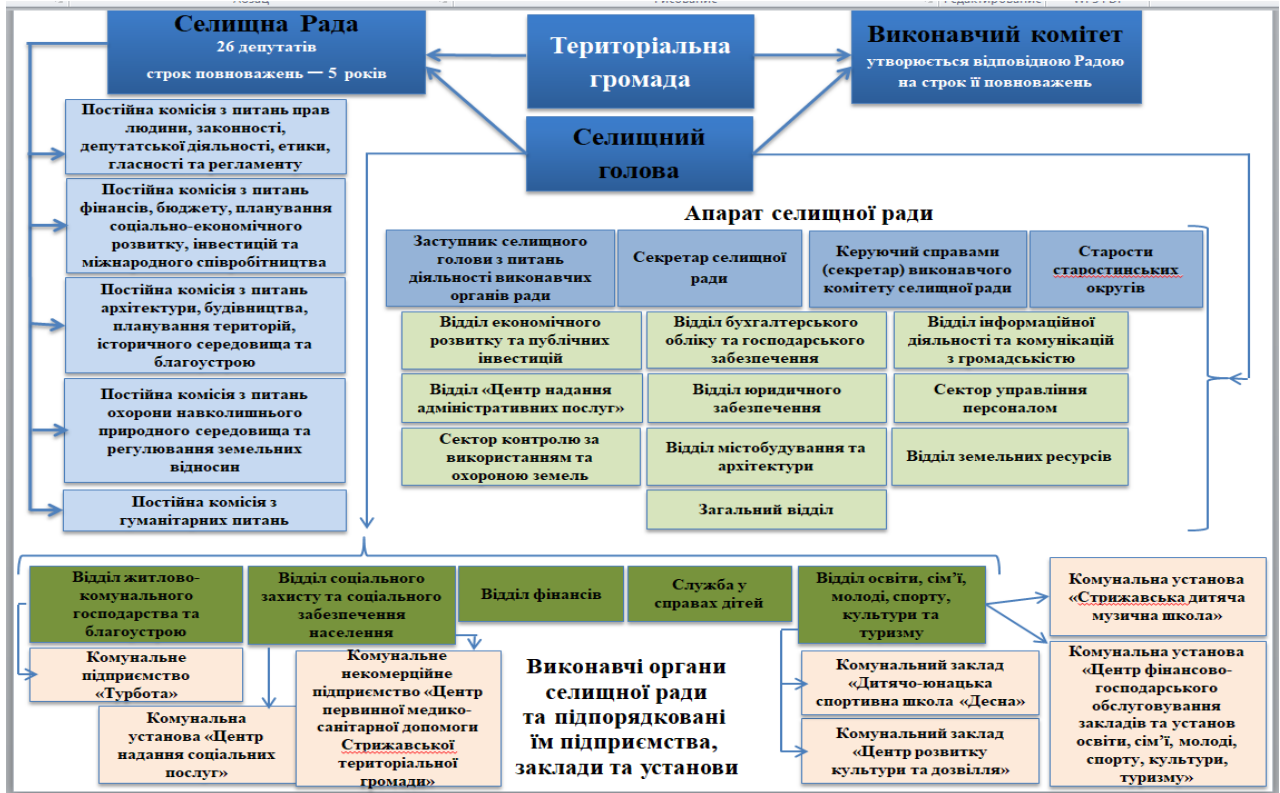 Селищна Рада
26 депутатів
строк повноважень — 5 років
Територіальна
громада
Виконавчий комітет
утворюється відповідною Радою
на строк її повноважень
Селищний
голова
Постійна комісія з питань прав
людини, законності,
депутатської діяльності, етики,
гласності та регламенту
Постійна комісія з питань
фінансів, бюджету, планування
соціально-економічного
розвитку, інвестицій та
міжнародного співробітництва
Постійна комісія з питань
архітектури, будівництва,
планування територій,
історичного середовища та
благоустрою
Постійна комісія з питань
охорони навколишнього
природного середовища та
регулювання земельних
відносин
Постійна комісія з
гуманітарних питань
Апарат селищної ради
Заступник селищного
голови з питань
діяльності виконавчих
органів ради
Секретар селищної
ради
Керуючий справами
(секретар) виконавчого
комітету селищної ради
Старости
старостинських
округів
Відділ економічного
розвитку та публічних
інвестицій
Відділ бухгалтерського
обліку та господарського
забезпечення
Відділ інформаційної
діяльності та комунікацій
з громадськістю
Відділ «Центр надання
адміністративних послуг»
Відділ юридичного
забезпечення
Сектор управління
персоналом
Сектор контролю за
використанням та
охороною земель
Відділ містобудування та
архітектури
Відділ земельних ресурсів
Загальний відділ
Відділ житлово-
комунального
господарства та
благоустрою
Відділ соціального
захисту та соціального
забезпечення
населення
Відділ фінансів
Служба у
справах дітей
Відділ освіти, сім’ї,
молоді, спорту,
культури та
туризму
Комунальна установа
«Стрижавська дитяча
музична школа»
Комунальне
підприємство
«Турбота»
Комунальна
установа «Центр
надання соціальних
послуг»
Комунальне
некомерційне
підприємство «Центр
первинної медико-
санітарної допомоги
Стрижавської
територіальної
громади»
Виконавчі органи
селищної ради
та підпорядковані
їм підприємства,
заклади та установи
Комунальний заклад
«Дитячо-юнацька
спортивна школа «Десна»
Комунальний заклад
«Центр розвитку
культури та дозвілля»
Комунальна установа
«Центр фінансово-
господарського
обслуговування
закладів та установ
освіти, сім’ї, молоді,
спорту, культури,
туризму»